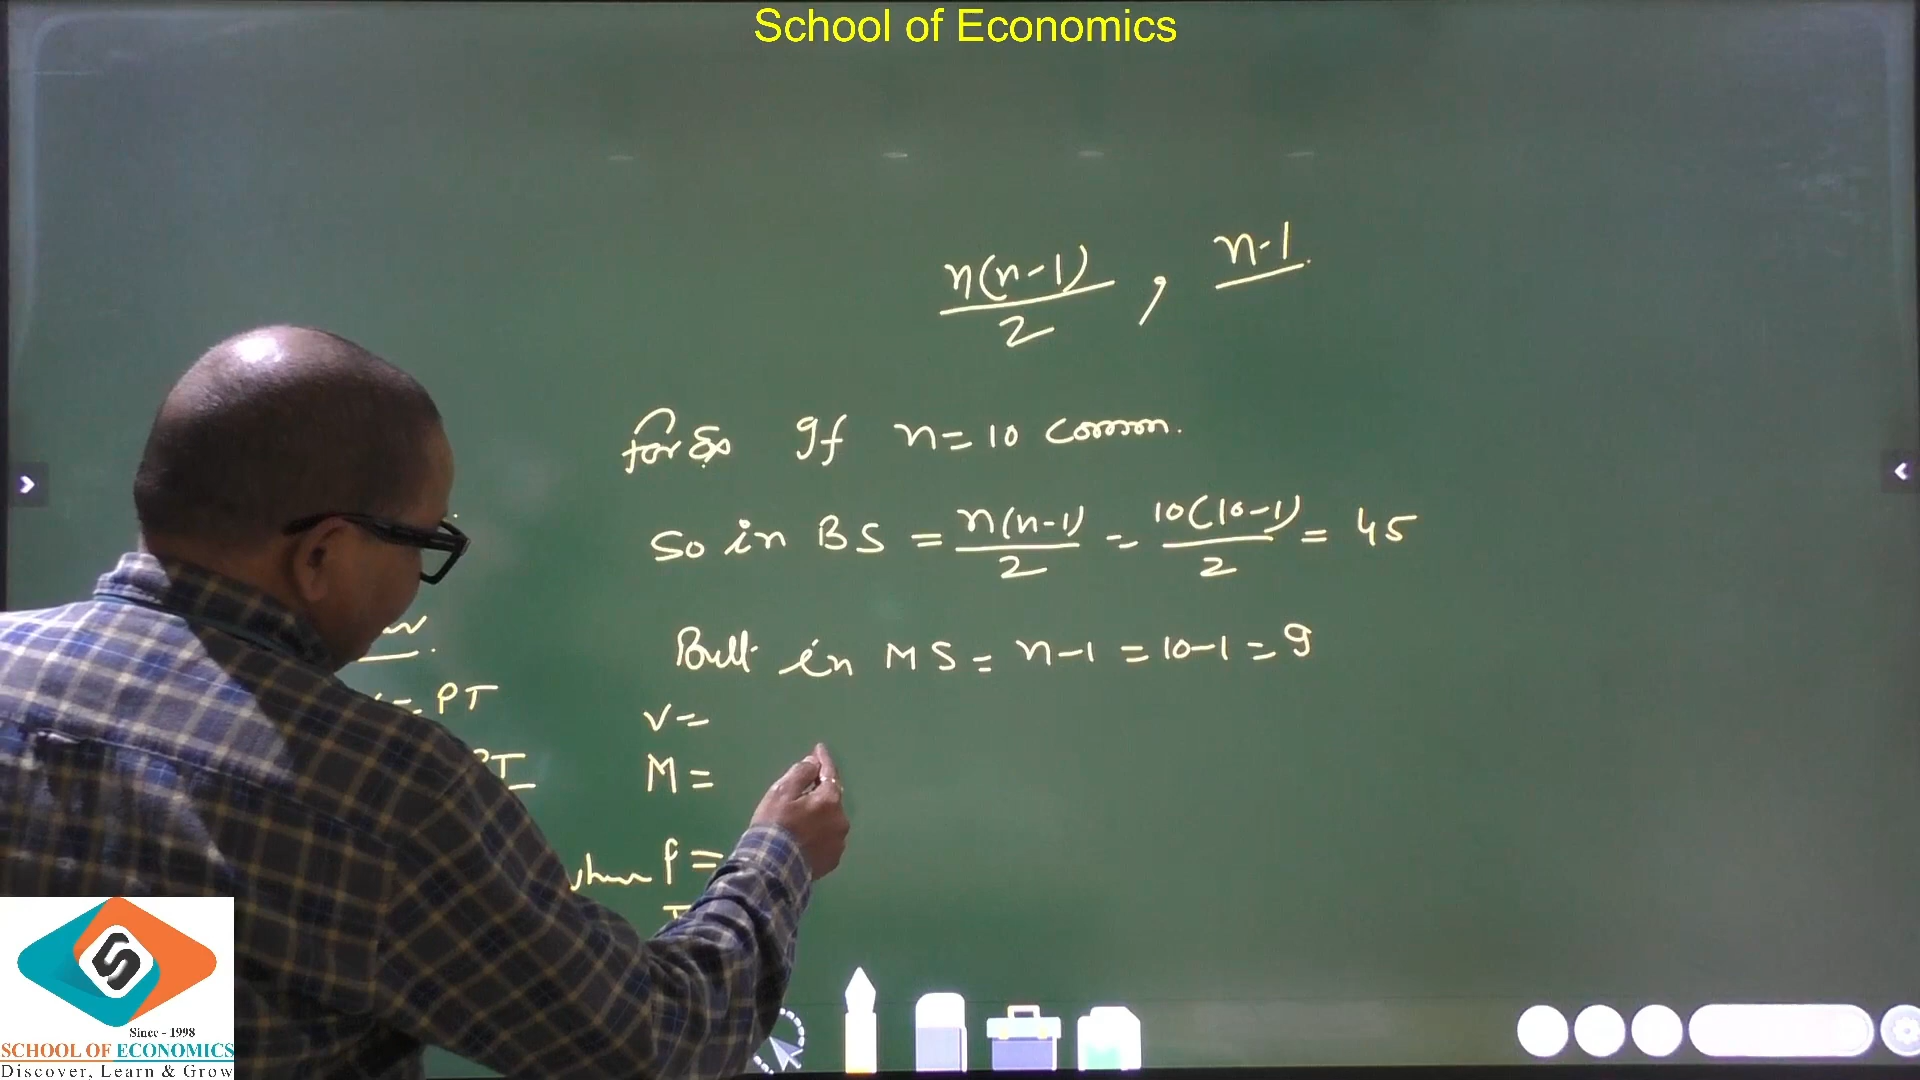 School of Economics
n(n-1)/2 , n-1.
for Ex If n=10 comm.
So in BS = n(n-1)/2 = 10(10-1)/2 = 45
But in MS = n-1 = 10-1 = 9
= PT
V=
M=
P=
Since - 1998
SCHOOL OF ECONOMICS
Discover, Learn & Grow